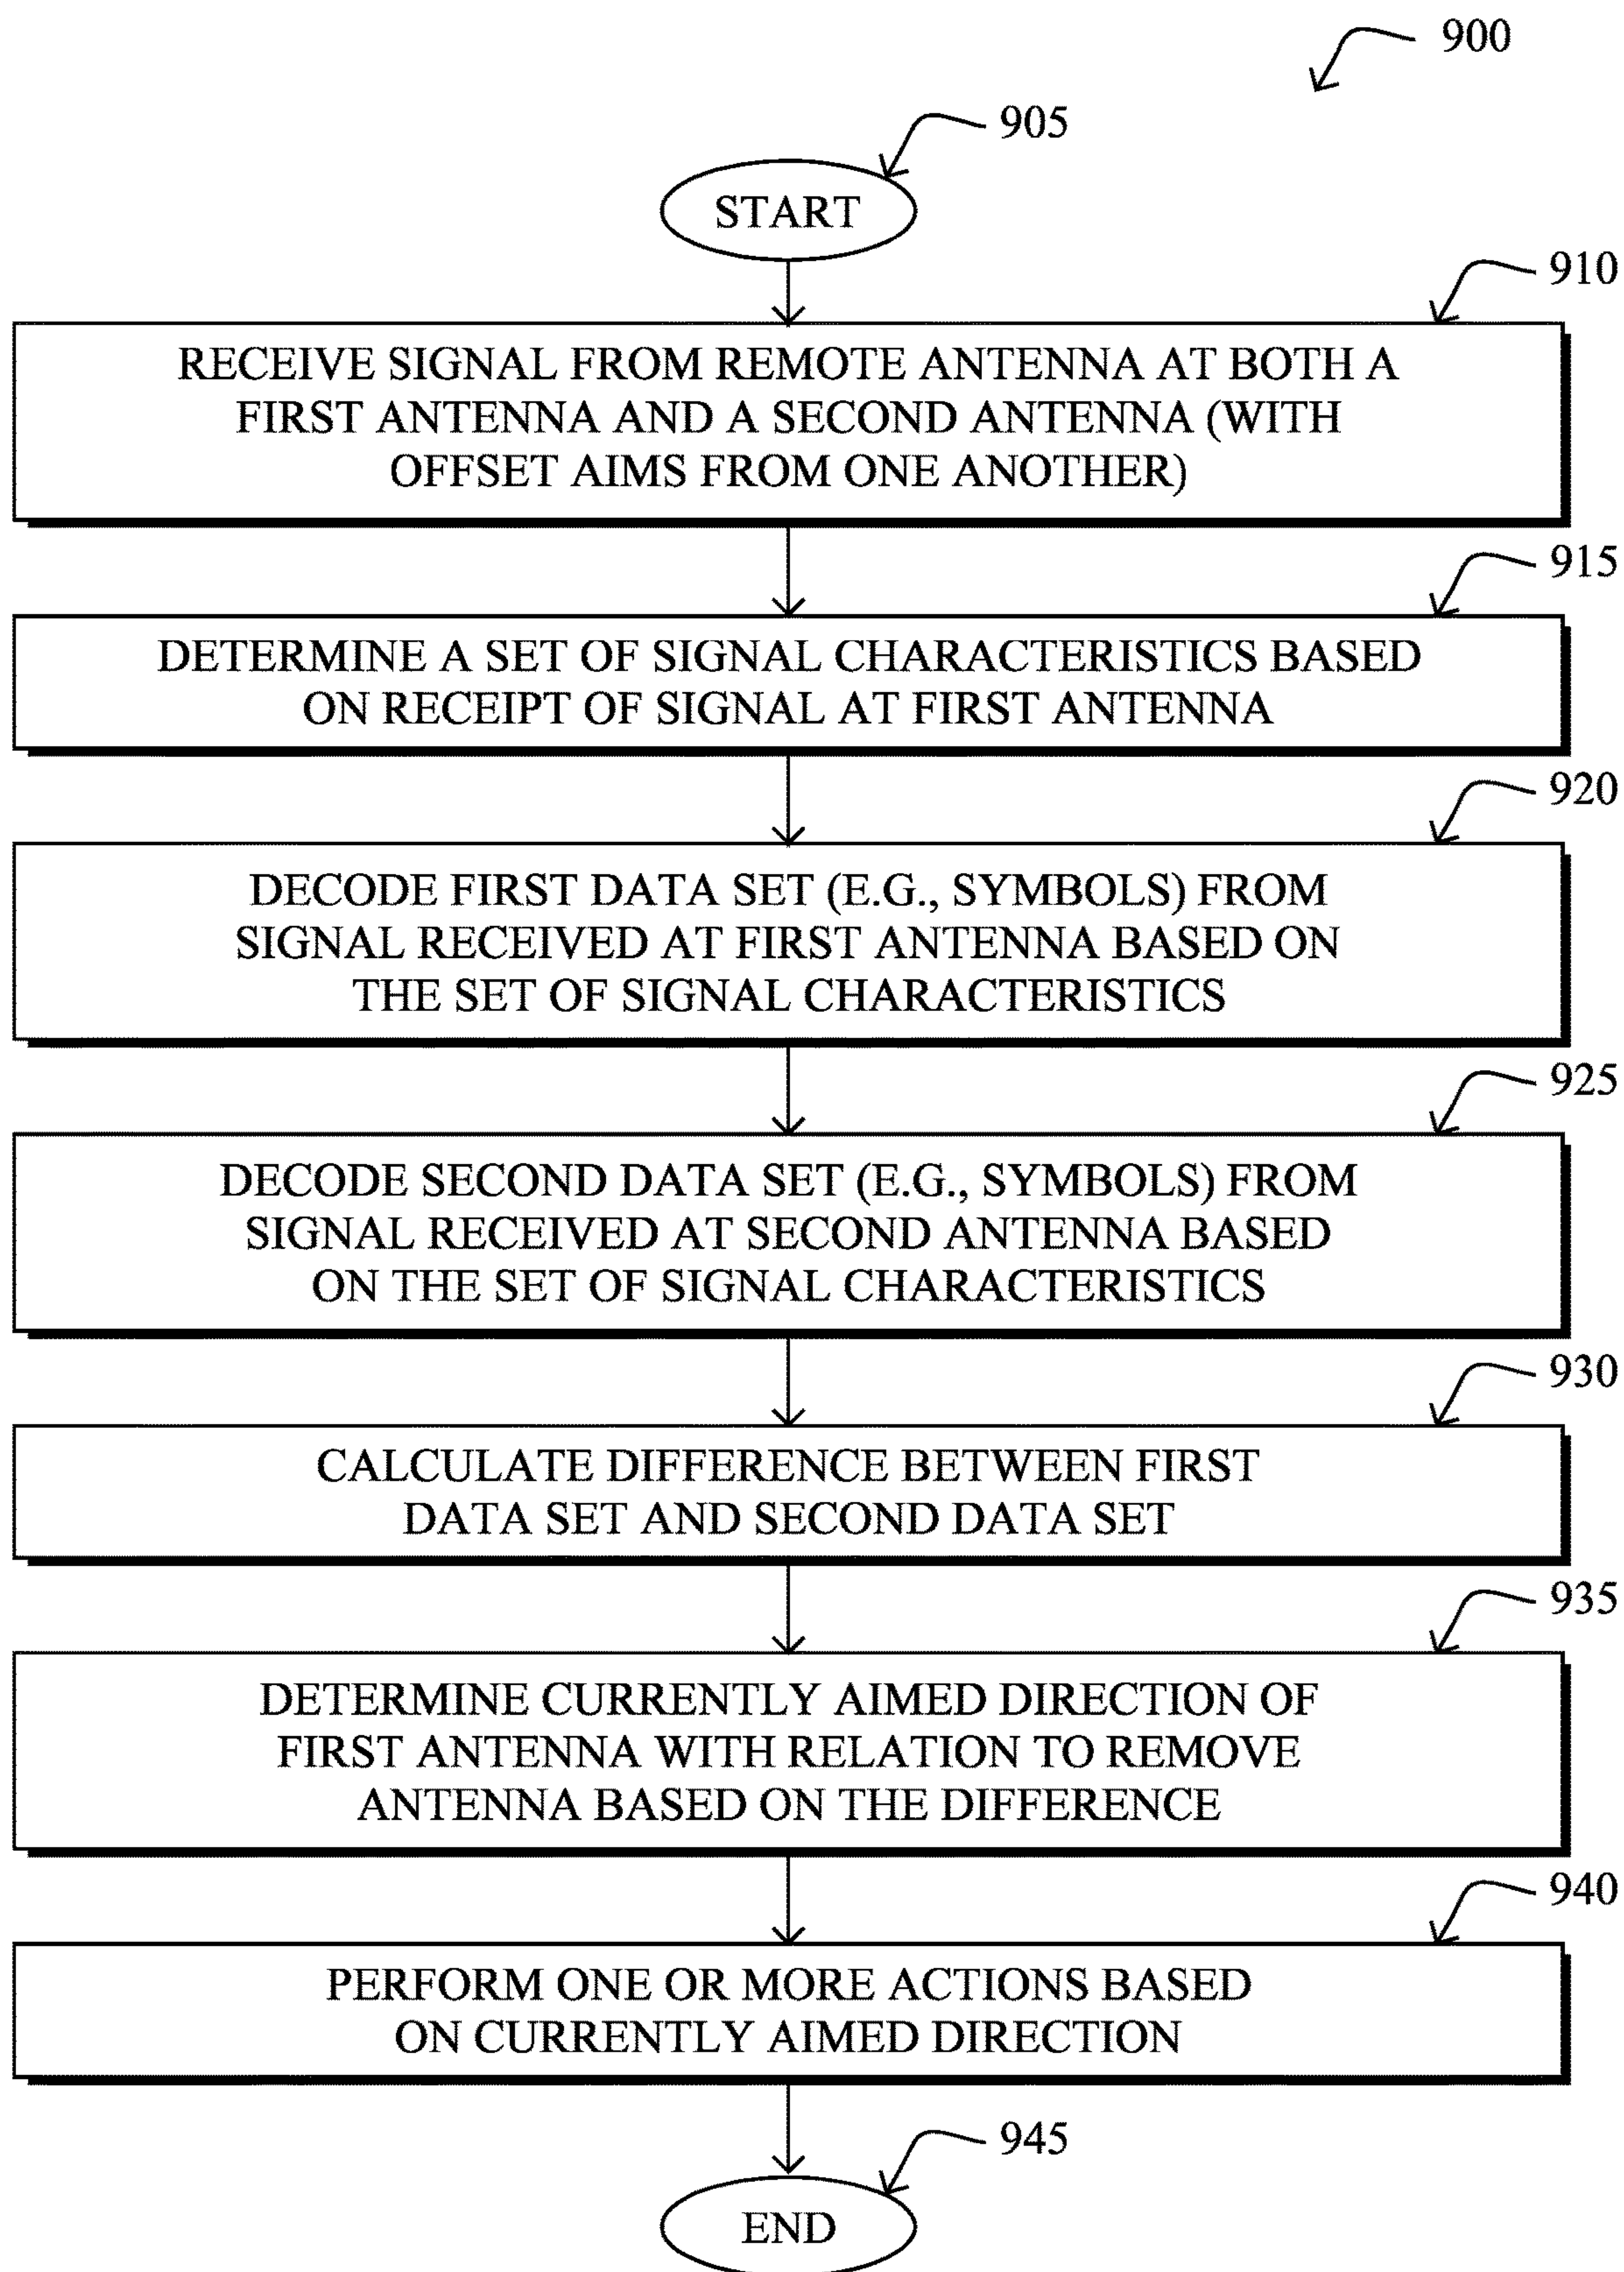 900
905
START
910
RECEIVE SIGNAL FROM REMOTE ANTENNA AT BOTH A
FIRST ANTENNA AND A SECOND ANTENNA (WITH
OFFSET AIMS FROM ONE ANOTHER)
915
DETERMINE A SET OF SIGNAL CHARACTERISTICS BASED
ON RECEIPT OF SIGNAL AT FIRST ANTENNA
920
DECODE FIRST DATA SET (E.G., SYMBOLS) FROM
SIGNAL RECEIVED AT FIRST ANTENNA BASED ON
THE SET OF SIGNAL CHARACTERISTICS
925
DECODE SECOND DATA SET (E.G., SYMBOLS) FROM
SIGNAL RECEIVED AT SECOND ANTENNA BASED
ON THE SET OF SIGNAL CHARACTERISTICS
930
CALCULATE DIFFERENCE BETWEEN FIRST
DATA SET AND SECOND DATA SET
935
DETERMINE CURRENTLY AIMED DIRECTION OF
FIRST ANTENNA WITH RELATION TO REMOVE
ANTENNA BASED ON THE DIFFERENCE
940
PERFORM ONE OR MORE ACTIONS BASED
ON CURRENTLY AIMED DIRECTION
945
END